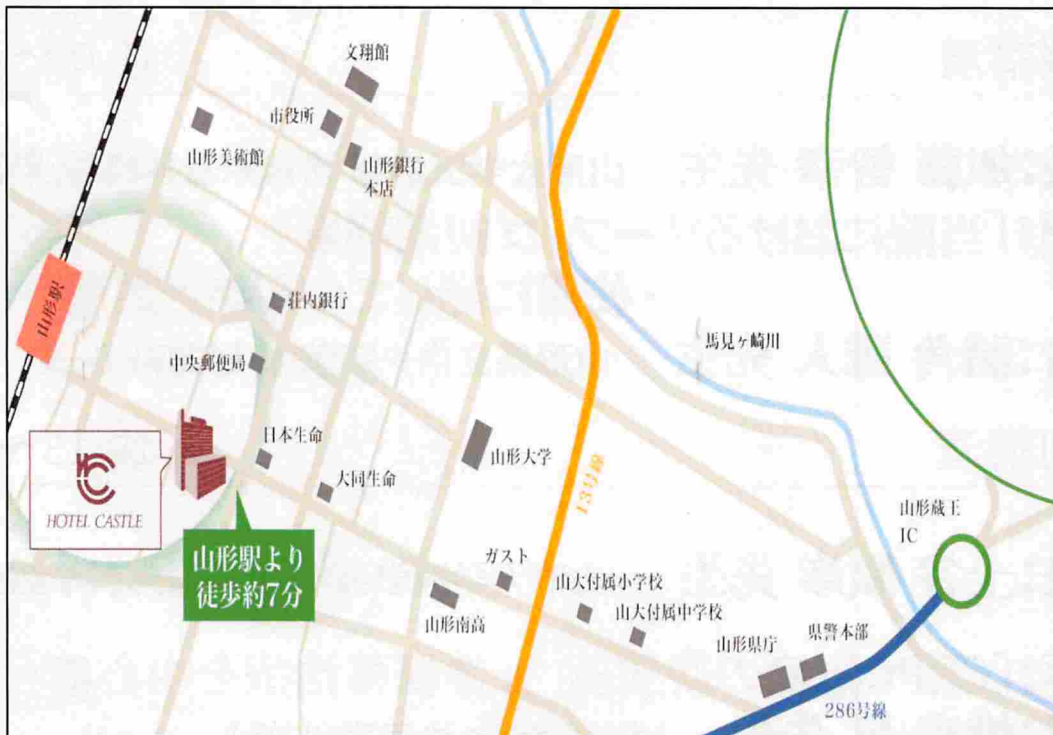 文翔館
市役所
山形美術館
山形銀行
本店
山形駅
荘内銀行
中央郵便局
馬見ヶ崎川
日本生命
大同生命
山形大学
HOTEL CASTLE
山形駅より
徒歩約7分
13号線
山形蔵王
IC
ガスト
山大付属小学校
山大付属中学校
山形南高
山形県庁
県警本部
286号線